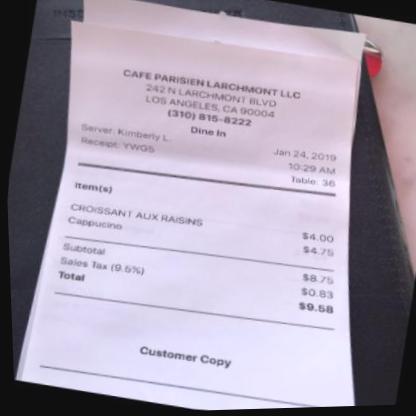 CAFE PARISIEN LARCHMONT LLC
242 N LARCHMONT BLVD
LOS ANGELES, CA 90004
(310) 815-8222
Dine In
Server: Kimberly L. Jan 24, 2019
Receipt: YWG5 10:29 AM
Table: 36
Item(s)
CROISSANT AUX RAISINS $4.00
Cappucino $4.75
Subtotal $8.75
Sales Tax (9.5%) $0.83
Total $9.58
Customer Copy